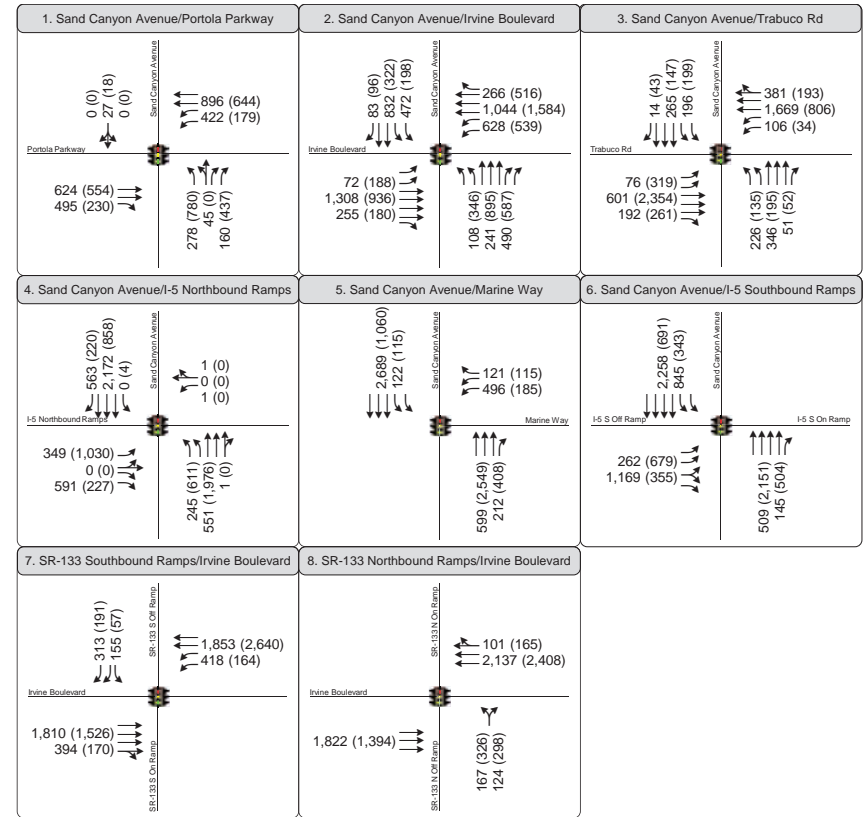 1. Sand Canyon Avenue/Portola Parkway
0 (0)
27 (18)
0 (0)
Sand Canyon Avenue
896 (644)
422 (179)
Portola Parkway
624 (554)
495 (230)
278 (780)
45 (0)
160 (437)
2. Sand Canyon Avenue/Irvine Boulevard
83 (96)
832 (322)
472 (198)
Sand Canyon Avenue
266 (516)
1,044 (1,584)
628 (539)
Irvine Boulevard
72 (188)
1,308 (936)
255 (180)
108 (346)
241 (895)
490 (587)
3. Sand Canyon Avenue/Trabuco Rd
14 (43)
265 (147)
196 (199)
Sand Canyon Avenue
381 (193)
1,669 (806)
106 (34)
Trabuco Rd
76 (319)
601 (2,354)
192 (261)
226 (135)
346 (195)
51 (52)
4. Sand Canyon Avenue/I-5 Northbound Ramps
563 (220)
2,172 (858)
0 (4)
Sand Canyon Avenue
1 (0)
0 (0)
1 (0)
I-5 Northbound Ramps
349 (1,030)
0 (0)
591 (227)
245 (611)
551 (1,976)
1 (0)
5. Sand Canyon Avenue/Marine Way
2,689 (1,060)
122 (115)
Sand Canyon Avenue
121 (115)
496 (185)
Marine Way
599 (2,549)
212 (408)
6. Sand Canyon Avenue/I-5 Southbound Ramps
2,258 (691)
845 (343)
Sand Canyon Avenue
I-5 S Off Ramp
I-5 S On Ramp
262 (679)
1,169 (355)
509 (2,151)
145 (504)
7. SR-133 Southbound Ramps/Irvine Boulevard
313 (191)
155 (57)
SR-133 S Off Ramp
1,853 (2,640)
418 (164)
Irvine Boulevard
1,810 (1,526)
394 (170)
SR-133 S On Ramp
8. SR-133 Northbound Ramps/Irvine Boulevard
SR-133 N On Ramp
101 (165)
2,137 (2,408)
Irvine Boulevard
1,822 (1,394)
SR-133 N Off Ramp
167 (326)
124 (298)